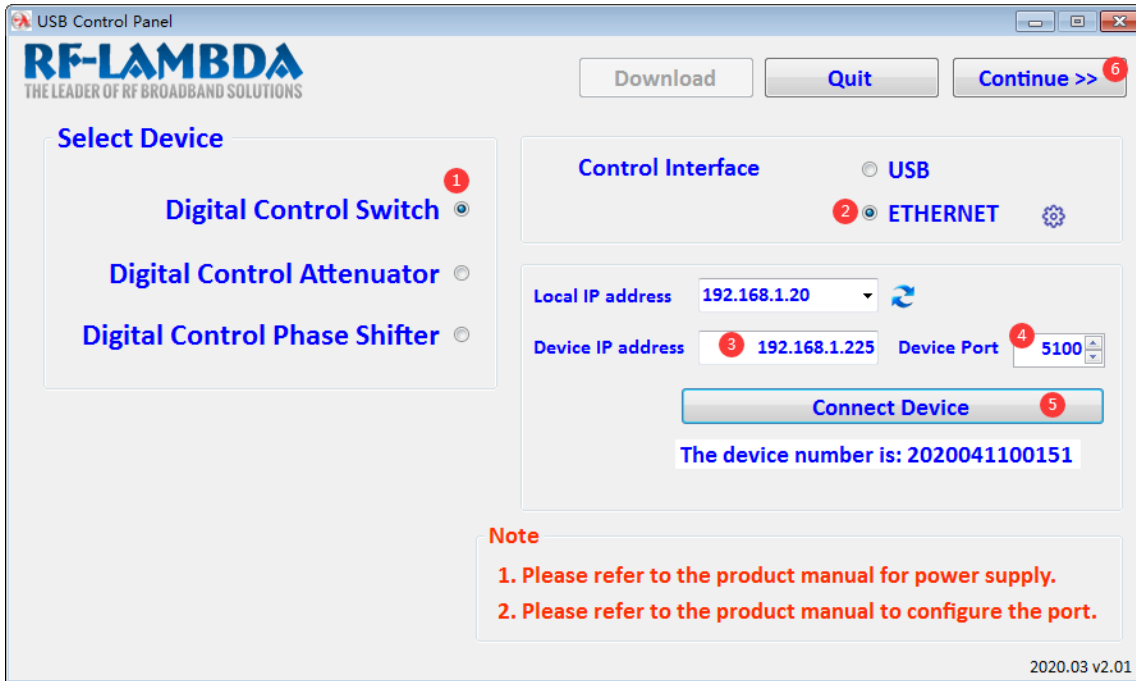 USB Control Panel
RF-LAMBDA
THE LEADER OF RF BROADBAND SOLUTIONS
Download
Quit
Continue >> 6
Select Device
1
Digital Control Switch
Digital Control Attenuator
Digital Control Phase Shifter
Control Interface
USB
2 ETHERNET
Local IP address 192.168.1.20
Device IP address 3 192.168.1.225 Device Port 4 5100
Connect Device 5
The device number is: 2020041100151
Note
1. Please refer to the product manual for power supply.
2. Please refer to the product manual to configure the port.
2020.03 v2.01